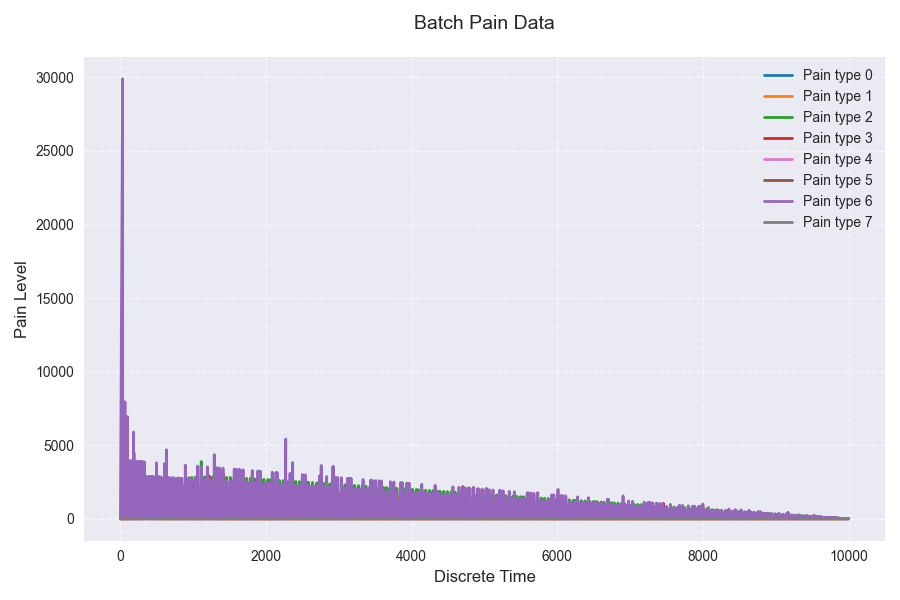 Batch Pain Data
30000
25000
20000
15000
10000
5000
0
Pain Level
Pain type 0
Pain type 1
Pain type 2
Pain type 3
Pain type 4
Pain type 5
Pain type 6
Pain type 7
0 2000 4000 6000 8000 10000
Discrete Time